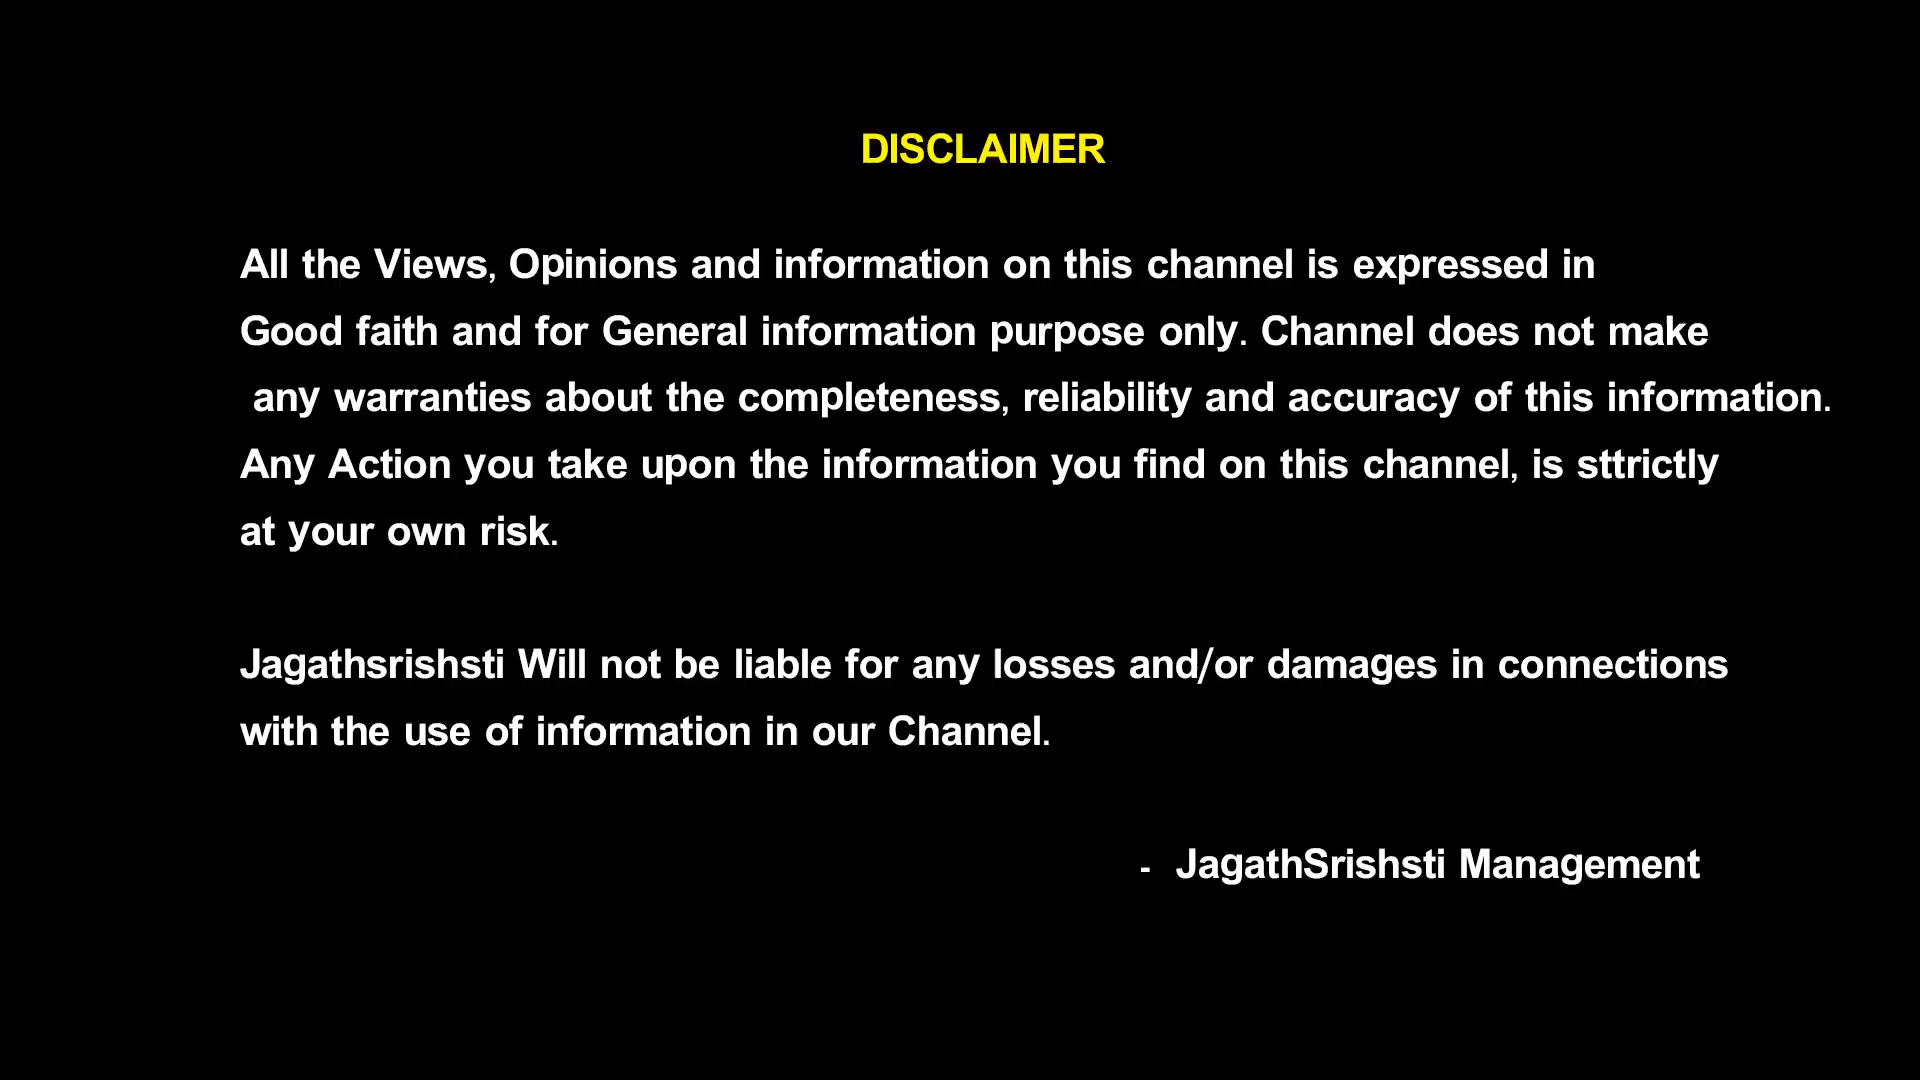 DISCLAIMER
All the Views, Opinions and information on this channel is expressed in
Good faith and for General information purpose only. Channel does not make
any warranties about the completeness, reliability and accuracy of this information.
Any Action you take upon the information you find on this channel, is sttrictly
at your own risk.
Jagathsrishsti Will not be liable for any losses and/or damages in connections
with the use of information in our Channel.
- JagathSrishsti Management